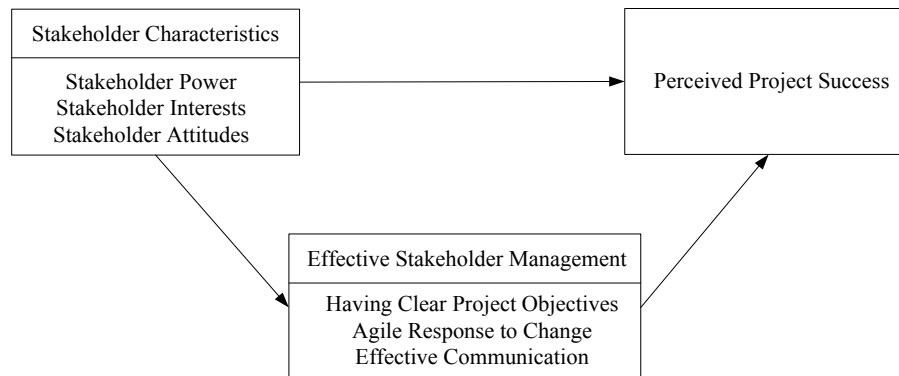 Stakeholder Characteristics
Stakeholder Power
Stakeholder Interests
Stakeholder Attitudes
Perceived Project Success
Effective Stakeholder Management
Having Clear Project Objectives
Agile Response to Change
Effective Communication